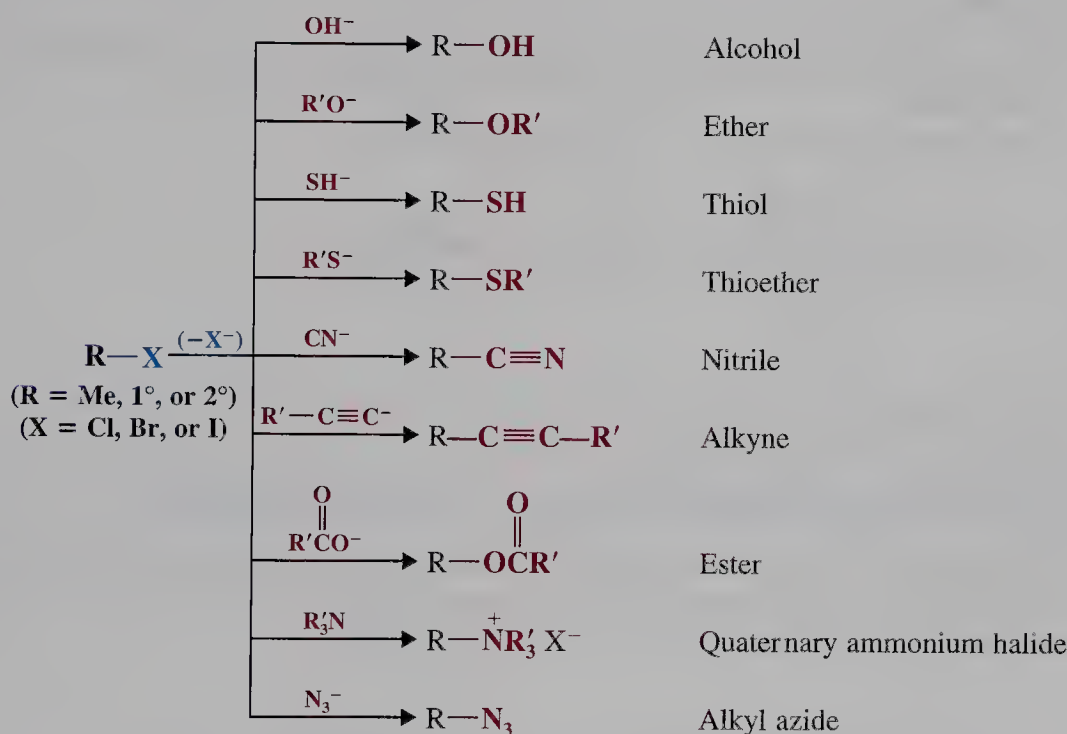 OH⁻
R—OH Alcohol
R′O⁻
R—OR′ Ether
SH⁻
R—SH Thiol
R′S⁻
R—SR′ Thioether
R—X (−X⁻) CN⁻
R—C≡N Nitrile
(R = Me, 1°, or 2°)
(X = Cl, Br, or I)
R′—C≡C⁻
R—C≡C—R′ Alkyne
O
‖
R′CO⁻
O
‖
R—OCR′ Ester
R′₃N
R—N⁺R′₃ X⁻ Quaternary ammonium halide
N₃⁻
R—N₃ Alkyl azide